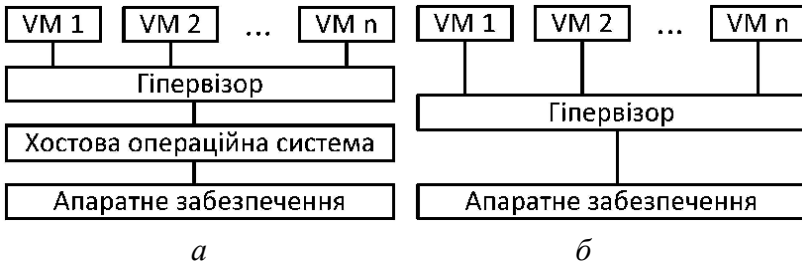 VM 1 VM 2 ... VM n
Гіпервізор
Хостова операційна система
Апаратне забезпечення
а
VM 1 VM 2 ... VM n
Гіпервізор
Апаратне забезпечення
б